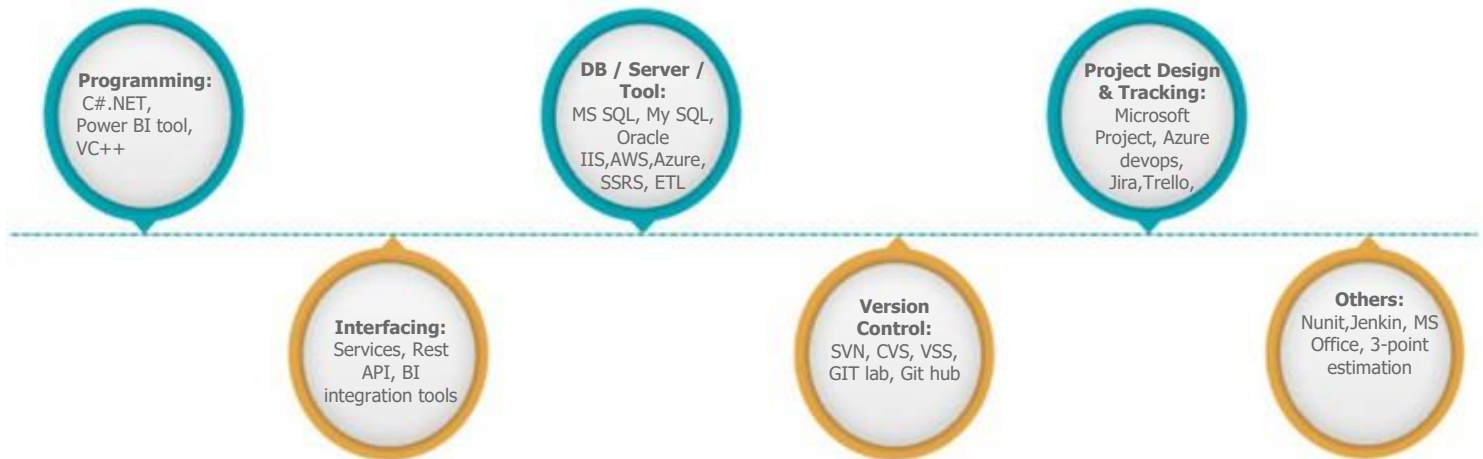 Programming:
C#.NET,
Power BI tool,
VC++
Interfacing:
Services, Rest
API, BI
integration tools
DB / Server /
Tool:
MS SQL, My SQL,
Oracle
IIS,AWS,Azure,
SSRS, ETL
Version
Control:
SVN, CVS, VSS,
GIT lab, Git hub
Project Design
& Tracking:
Microsoft
Project, Azure
devops,
Jira,Trello,
Others:
Nunit,Jenkin, MS
Office, 3-point
estimation